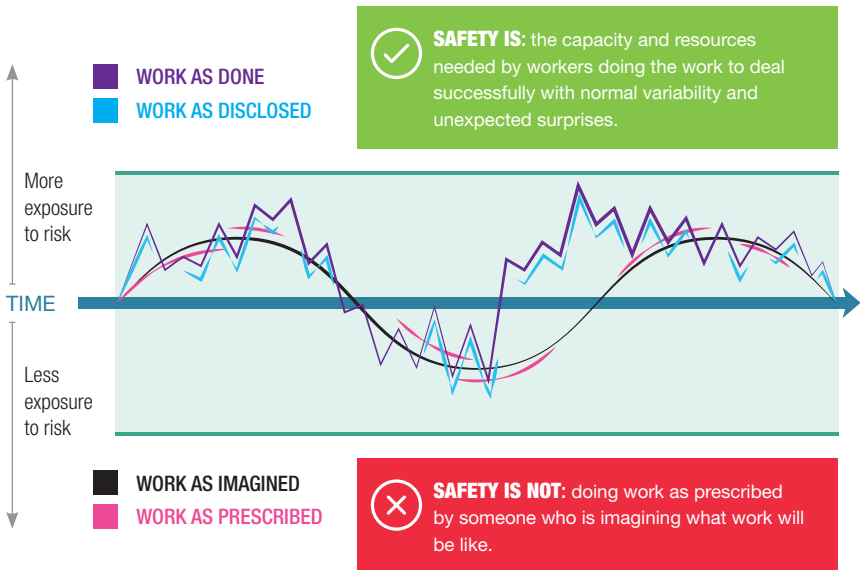 SAFETY IS: the capacity and resources
needed by workers doing the work to deal
successfully with normal variability and
unexpected surprises.
WORK AS DONE
WORK AS DISCLOSED
More
exposure
to risk
TIME
Less
exposure
to risk
WORK AS IMAGINED
WORK AS PRESCRIBED
SAFETY IS NOT: doing work as prescribed
by someone who is imagining what work will
be like.